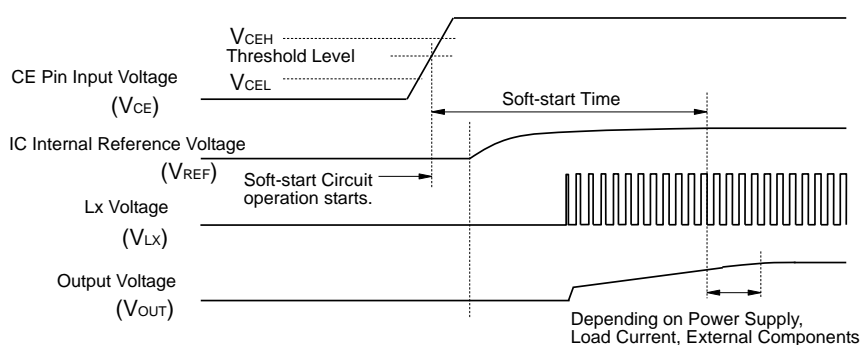 VCEH
Threshold Level
VCEL
CE Pin Input Voltage
(VCE)
Soft-start Time
IC Internal Reference Voltage
(VREF)
Soft-start Circuit
operation starts.
Lx Voltage
(VLX)
Output Voltage
(VOUT)
Depending on Power Supply,
Load Current, External Components